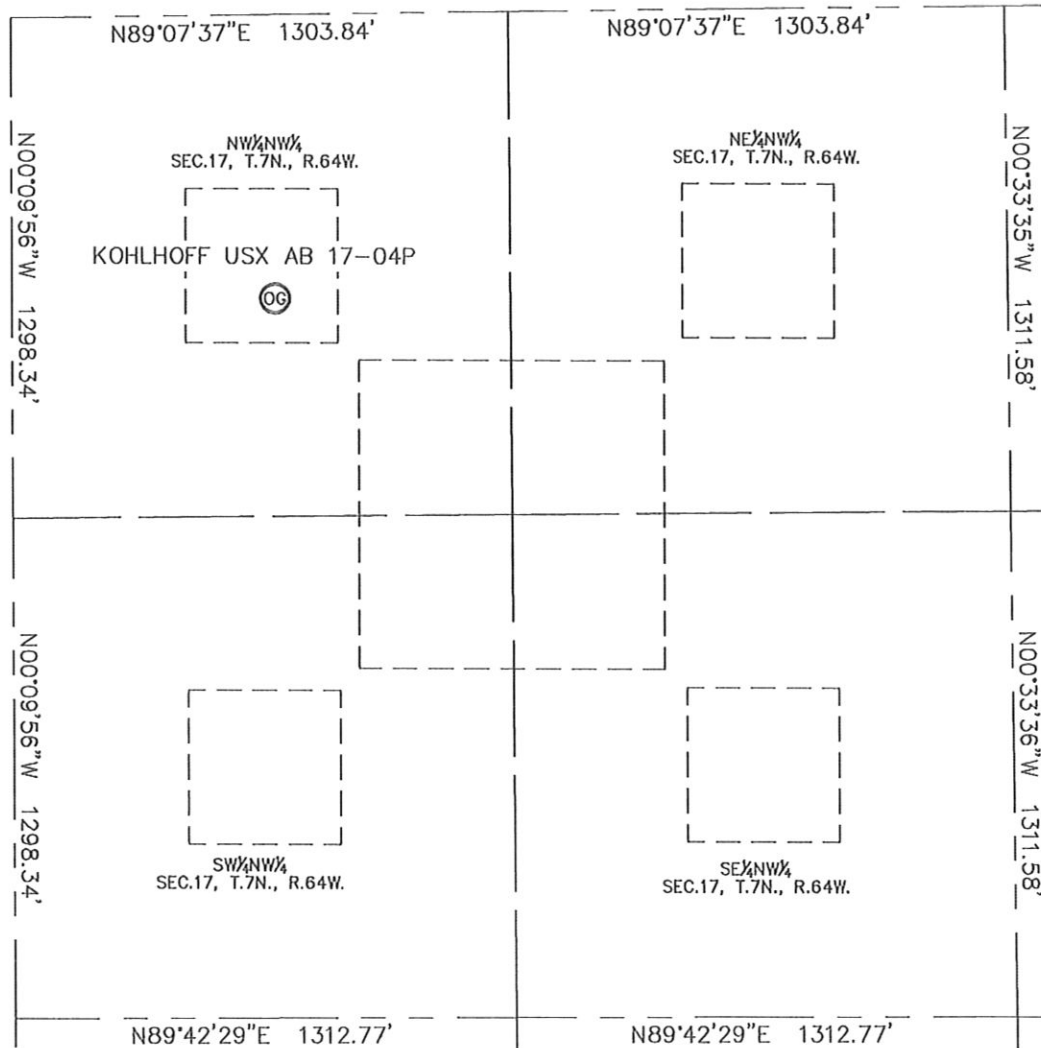 N89°07'37"E 1303.84'
N89°07'37"E 1303.84'
NW¼NW¼
SEC.17, T.7N., R.64W.
NE¼NW¼
SEC.17, T.7N., R.64W.
N00°09'56"W 1298.34'
N00°33'35"W 1311.58'
KOHLHOFF USX AB 17-04P
OG
N00°09'56"W 1298.34'
N00°33'36"W 1311.58'
SW¼NW¼
SEC.17, T.7N., R.64W.
SE¼NW¼
SEC.17, T.7N., R.64W.
N89°42'29"E 1312.77'
N89°42'29"E 1312.77'